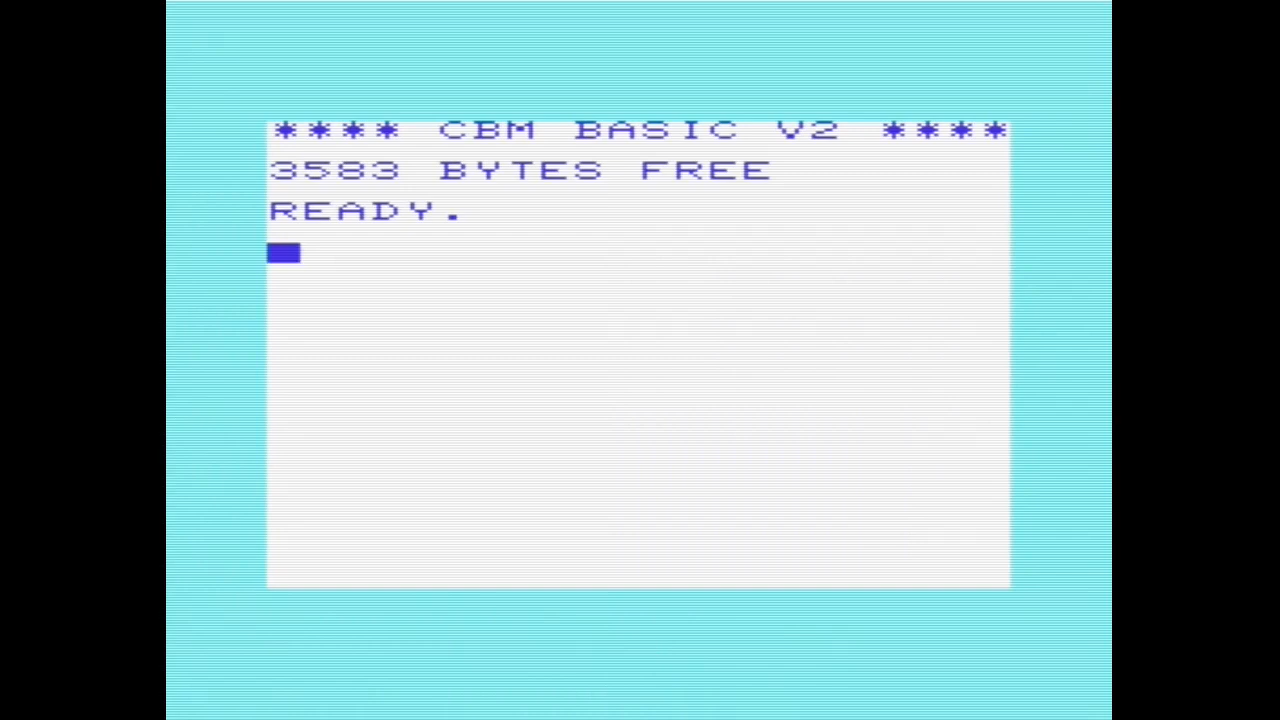 **** CBM BASIC V2 ****
3583 BYTES FREE
READY.